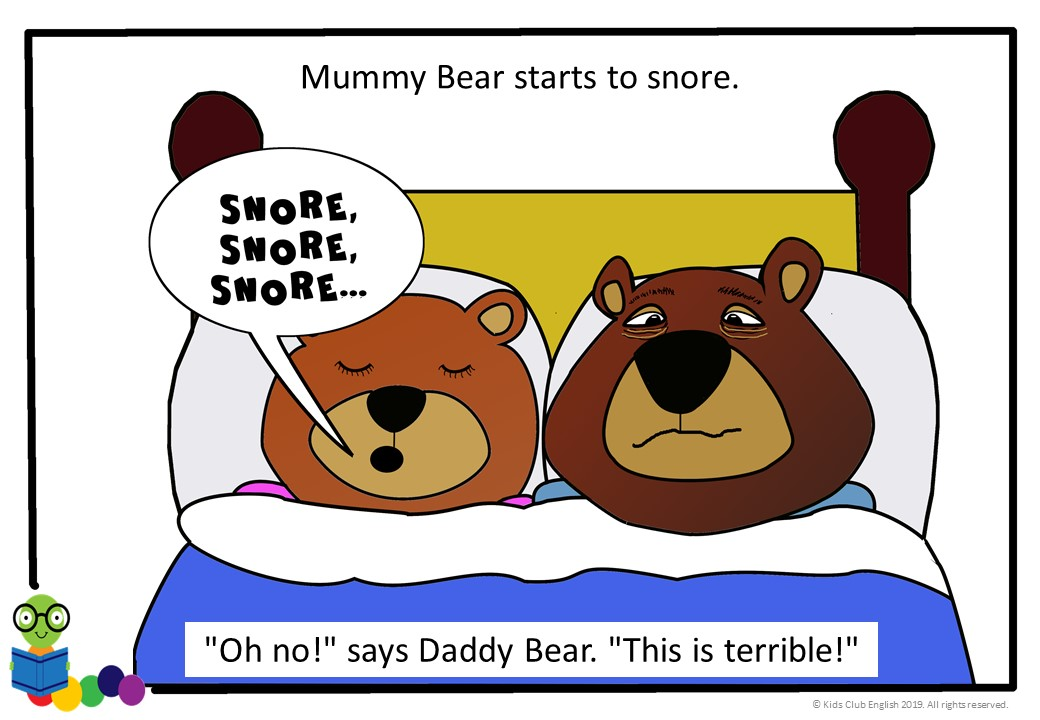 Mummy Bear starts to snore.
SNORE,
SNORE,
SNORE...
"Oh no!" says Daddy Bear. "This is terrible!"
© Kids Club English 2019. All rights reserved.